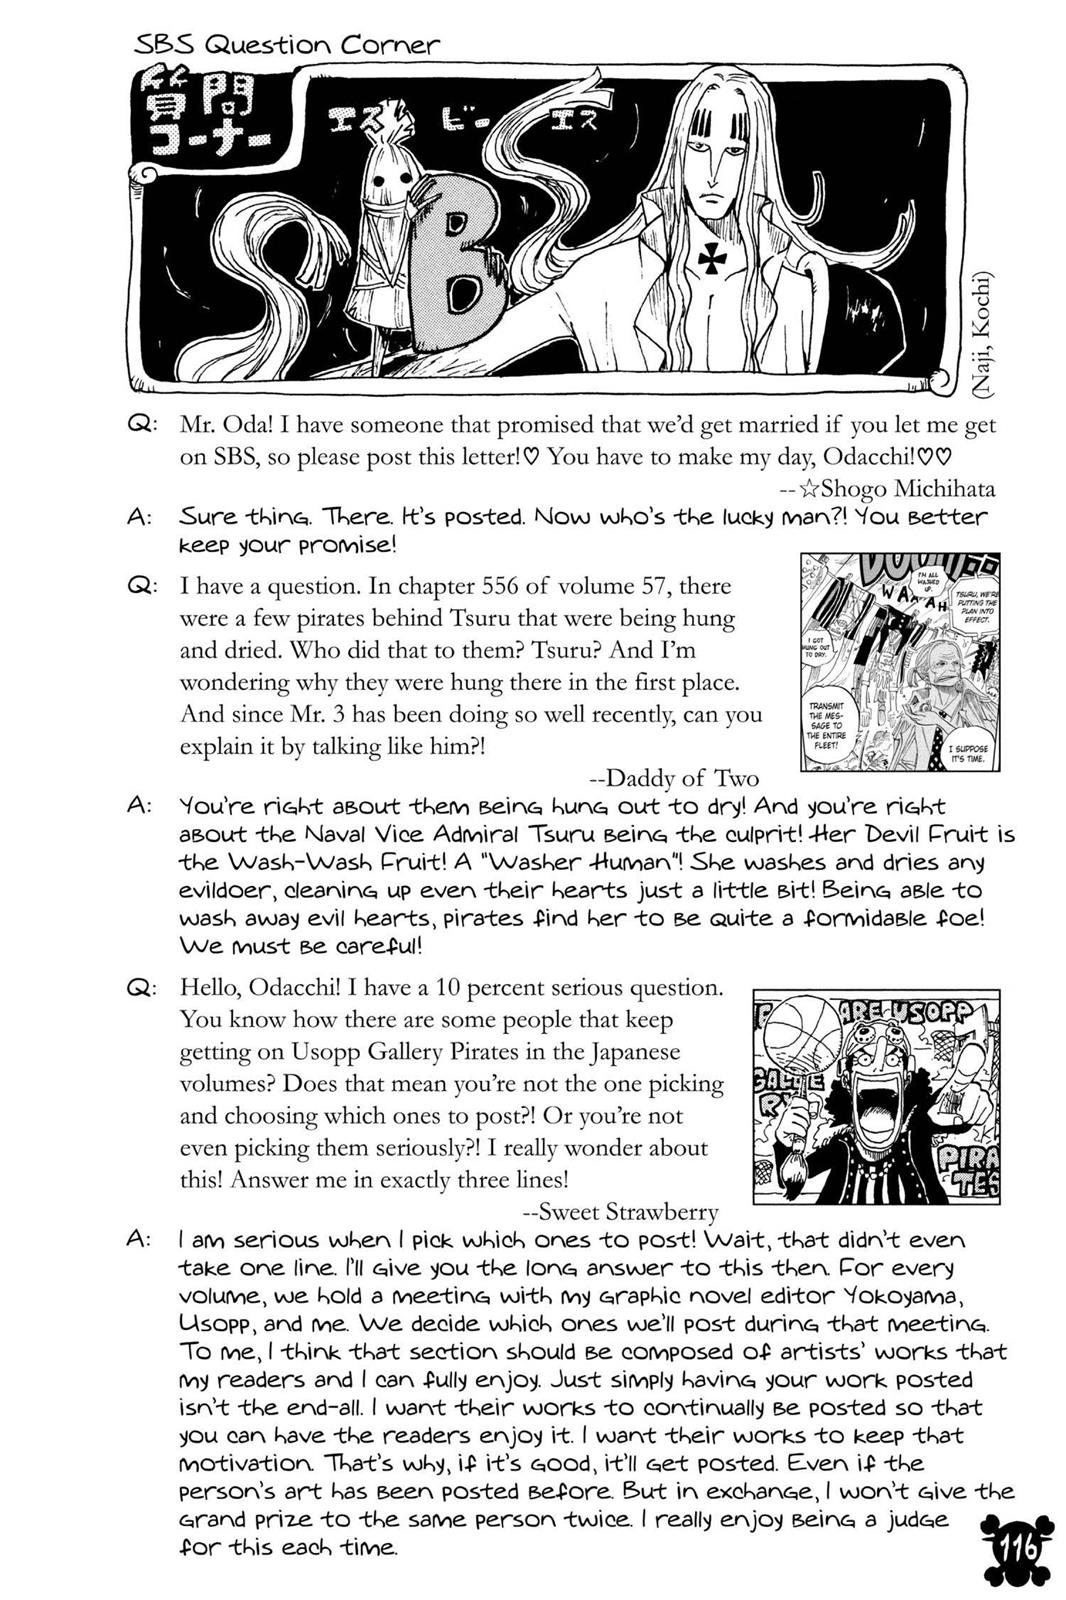 SBS Question Corner
質問
コーナー
エス ビー エス
SBS
(Naji, Kochi)
Q: Mr. Oda! I have someone that promised that we'd get married if you let me get
on SBS, so please post this letter!♡ You have to make my day, Odacchi!♡♡
--☆Shogo Michihata
A: Sure thing. There. It's posted. Now who's the lucky man?! You better
keep your promise!
Q: I have a question. In chapter 556 of volume 57, there
were a few pirates behind Tsuru that were being hung
and dried. Who did that to them? Tsuru? And I'm
wondering why they were hung there in the first place.
And since Mr. 3 has been doing so well recently, can you
explain it by talking like him?!
--Daddy of Two
I'M ALL
WASHED
UP.
WAAAAH
TSURU, WE'RE
PUTTING THE
PLAN INTO
EFFECT.
I GOT
HUNG OUT
TO DRY.
TRANSMIT
THE MES-
SAGE TO
THE ENTIRE
FLEET!
I SUPPOSE
IT'S TIME.
A: You're right about them being hung out to dry! And you're right
about the Naval Vice Admiral Tsuru being the culprit! Her Devil Fruit is
the Wash-Wash Fruit! A "Washer Human"! She washes and dries any
evildoer, cleaning up even their hearts just a little bit! Being able to
wash away evil hearts, pirates find her to be quite a formidable foe!
We must be careful!
Q: Hello, Odacchi! I have a 10 percent serious question.
You know how there are some people that keep
getting on Usopp Gallery Pirates in the Japanese
volumes? Does that mean you're not the one picking
and choosing which ones to post?! Or you're not
even picking them seriously?! I really wonder about
this! Answer me in exactly three lines!
--Sweet Strawberry
ARE USOPP
GALLE
RY
PIRA
TES
A: I am serious when I pick which ones to post! Wait, that didn't even
take one line. I'll give you the long answer to this then. For every
volume, we hold a meeting with my graphic novel editor Yokoyama,
Usopp, and me. We decide which ones we'll post during that meeting.
To me, I think that section should be composed of artists' works that
my readers and I can fully enjoy. Just simply having your work posted
isn't the end-all. I want their works to continually be posted so that
you can have the readers enjoy it. I want their works to keep that
motivation. That's why, if it's good, it'll get posted. Even if the
person's art has been posted before. But in exchange, I won't give the
grand prize to the same person twice. I really enjoy being a judge
for this each time.
116